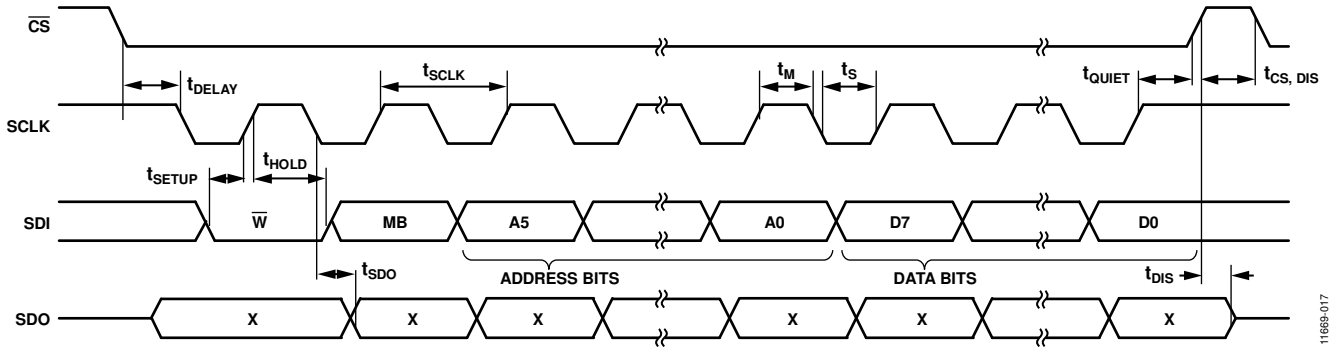 CS
tDELAY
tSCLK
tM
tS
tQUIET
tCS, DIS
SCLK
tSETUP
tHOLD
SDI
W
MB
A5
A0
D7
D0
tSDO
ADDRESS BITS
DATA BITS
tDIS
SDO
X
X
X
X
X
X
11669-017